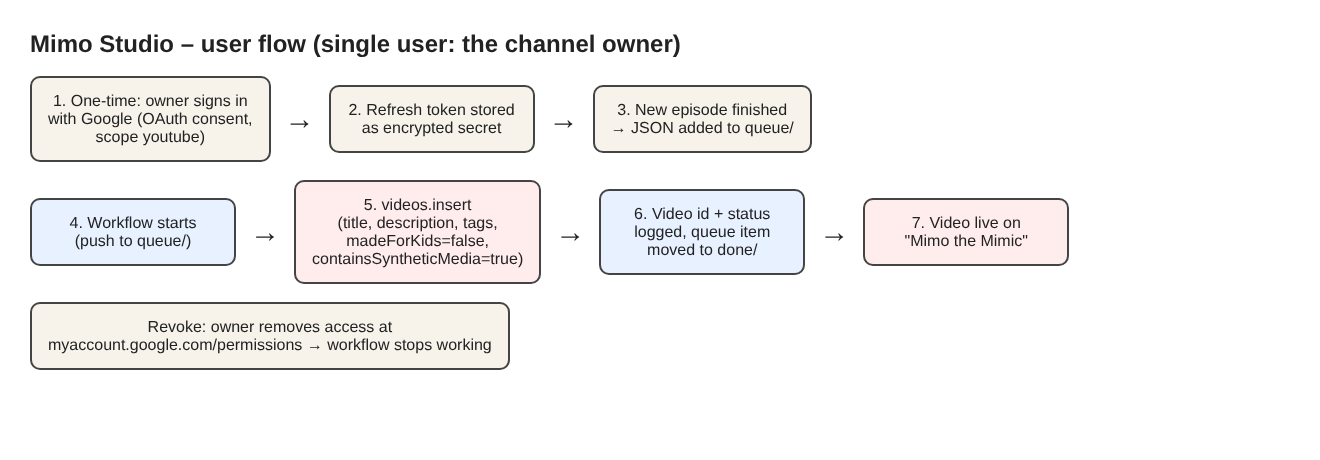 Mimo Studio – user flow (single user: the channel owner)
1. One-time: owner signs in
with Google (OAuth consent,
scope youtube)
→
2. Refresh token stored
as encrypted secret
→
3. New episode finished
→ JSON added to queue/
4. Workflow starts
(push to queue/)
→
5. videos.insert
(title, description, tags,
madeForKids=false,
containsSyntheticMedia=true)
→
6. Video id + status
logged, queue item
moved to done/
→
7. Video live on
"Mimo the Mimic"
Revoke: owner removes access at
myaccount.google.com/permissions → workflow stops working